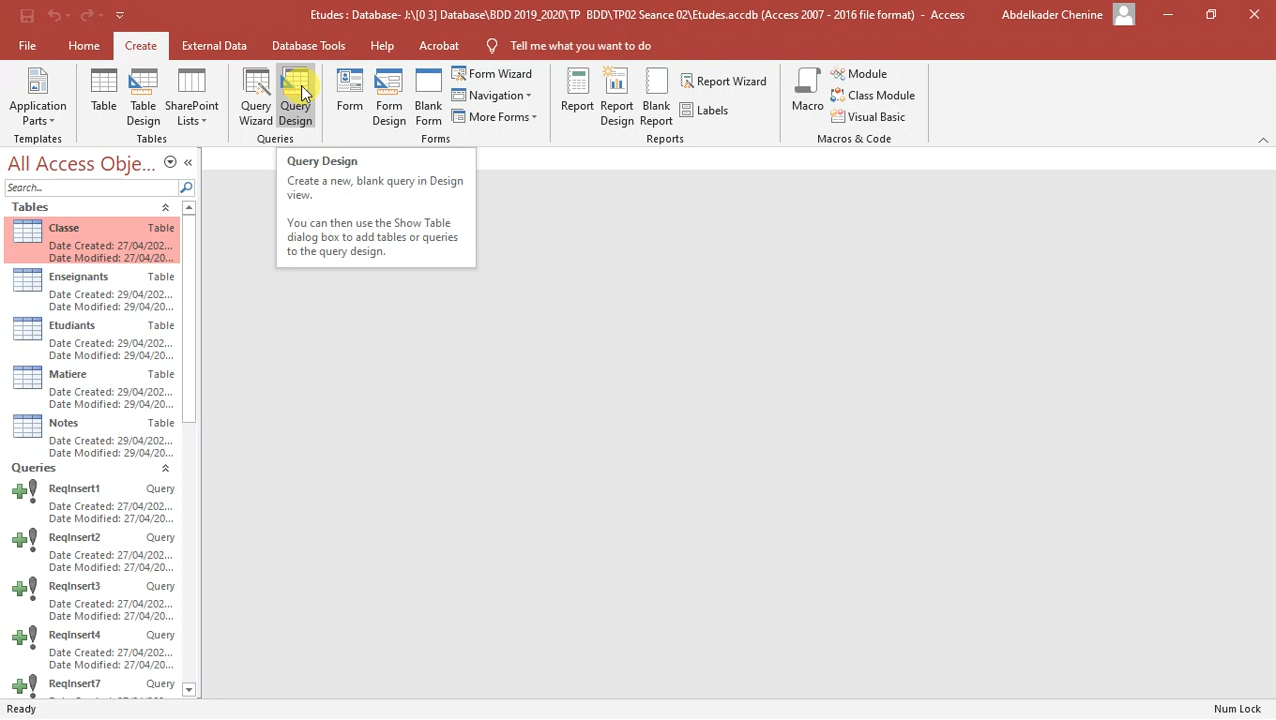 Etudes : Database- J:\[0 3] Database\BDD 2019_2020\TP  BDD\TP02 Seance 02\Etudes.accdb (Access 2007 - 2016 file format)  -  Access
Abdelkader Chenine
File
Home
Create
External Data
Database Tools
Help
Acrobat
Tell me what you want to do
Application Parts
Templates
Table
Table Design
SharePoint Lists
Tables
Query Wizard
Query Design
Queries
Form
Form Design
Blank Form
Form Wizard
Navigation
More Forms
Forms
Report
Report Design
Blank Report
Report Wizard
Labels
Reports
Macro
Module
Class Module
Visual Basic
Macros & Code
All Access Obje...
Search...
Query Design
Create a new, blank query in Design
view.
You can then use the Show Table
dialog box to add tables or queries
to the query design.
Tables
Classe Table
Date Created: 27/04/202...
Date Modified: 27/04/20...
Enseignants Table
Date Created: 29/04/202...
Date Modified: 29/04/20...
Etudiants Table
Date Created: 29/04/202...
Date Modified: 29/04/20...
Matiere Table
Date Created: 29/04/202...
Date Modified: 29/04/20...
Notes Table
Date Created: 29/04/202...
Date Modified: 29/04/20...
Queries
ReqInsert1 Query
Date Created: 27/04/202...
Date Modified: 27/04/20...
ReqInsert2 Query
Date Created: 27/04/202...
Date Modified: 27/04/20...
ReqInsert3 Query
Date Created: 27/04/202...
Date Modified: 27/04/20...
ReqInsert4 Query
Date Created: 27/04/202...
Date Modified: 27/04/20...
ReqInsert7 Query
Ready
Num Lock